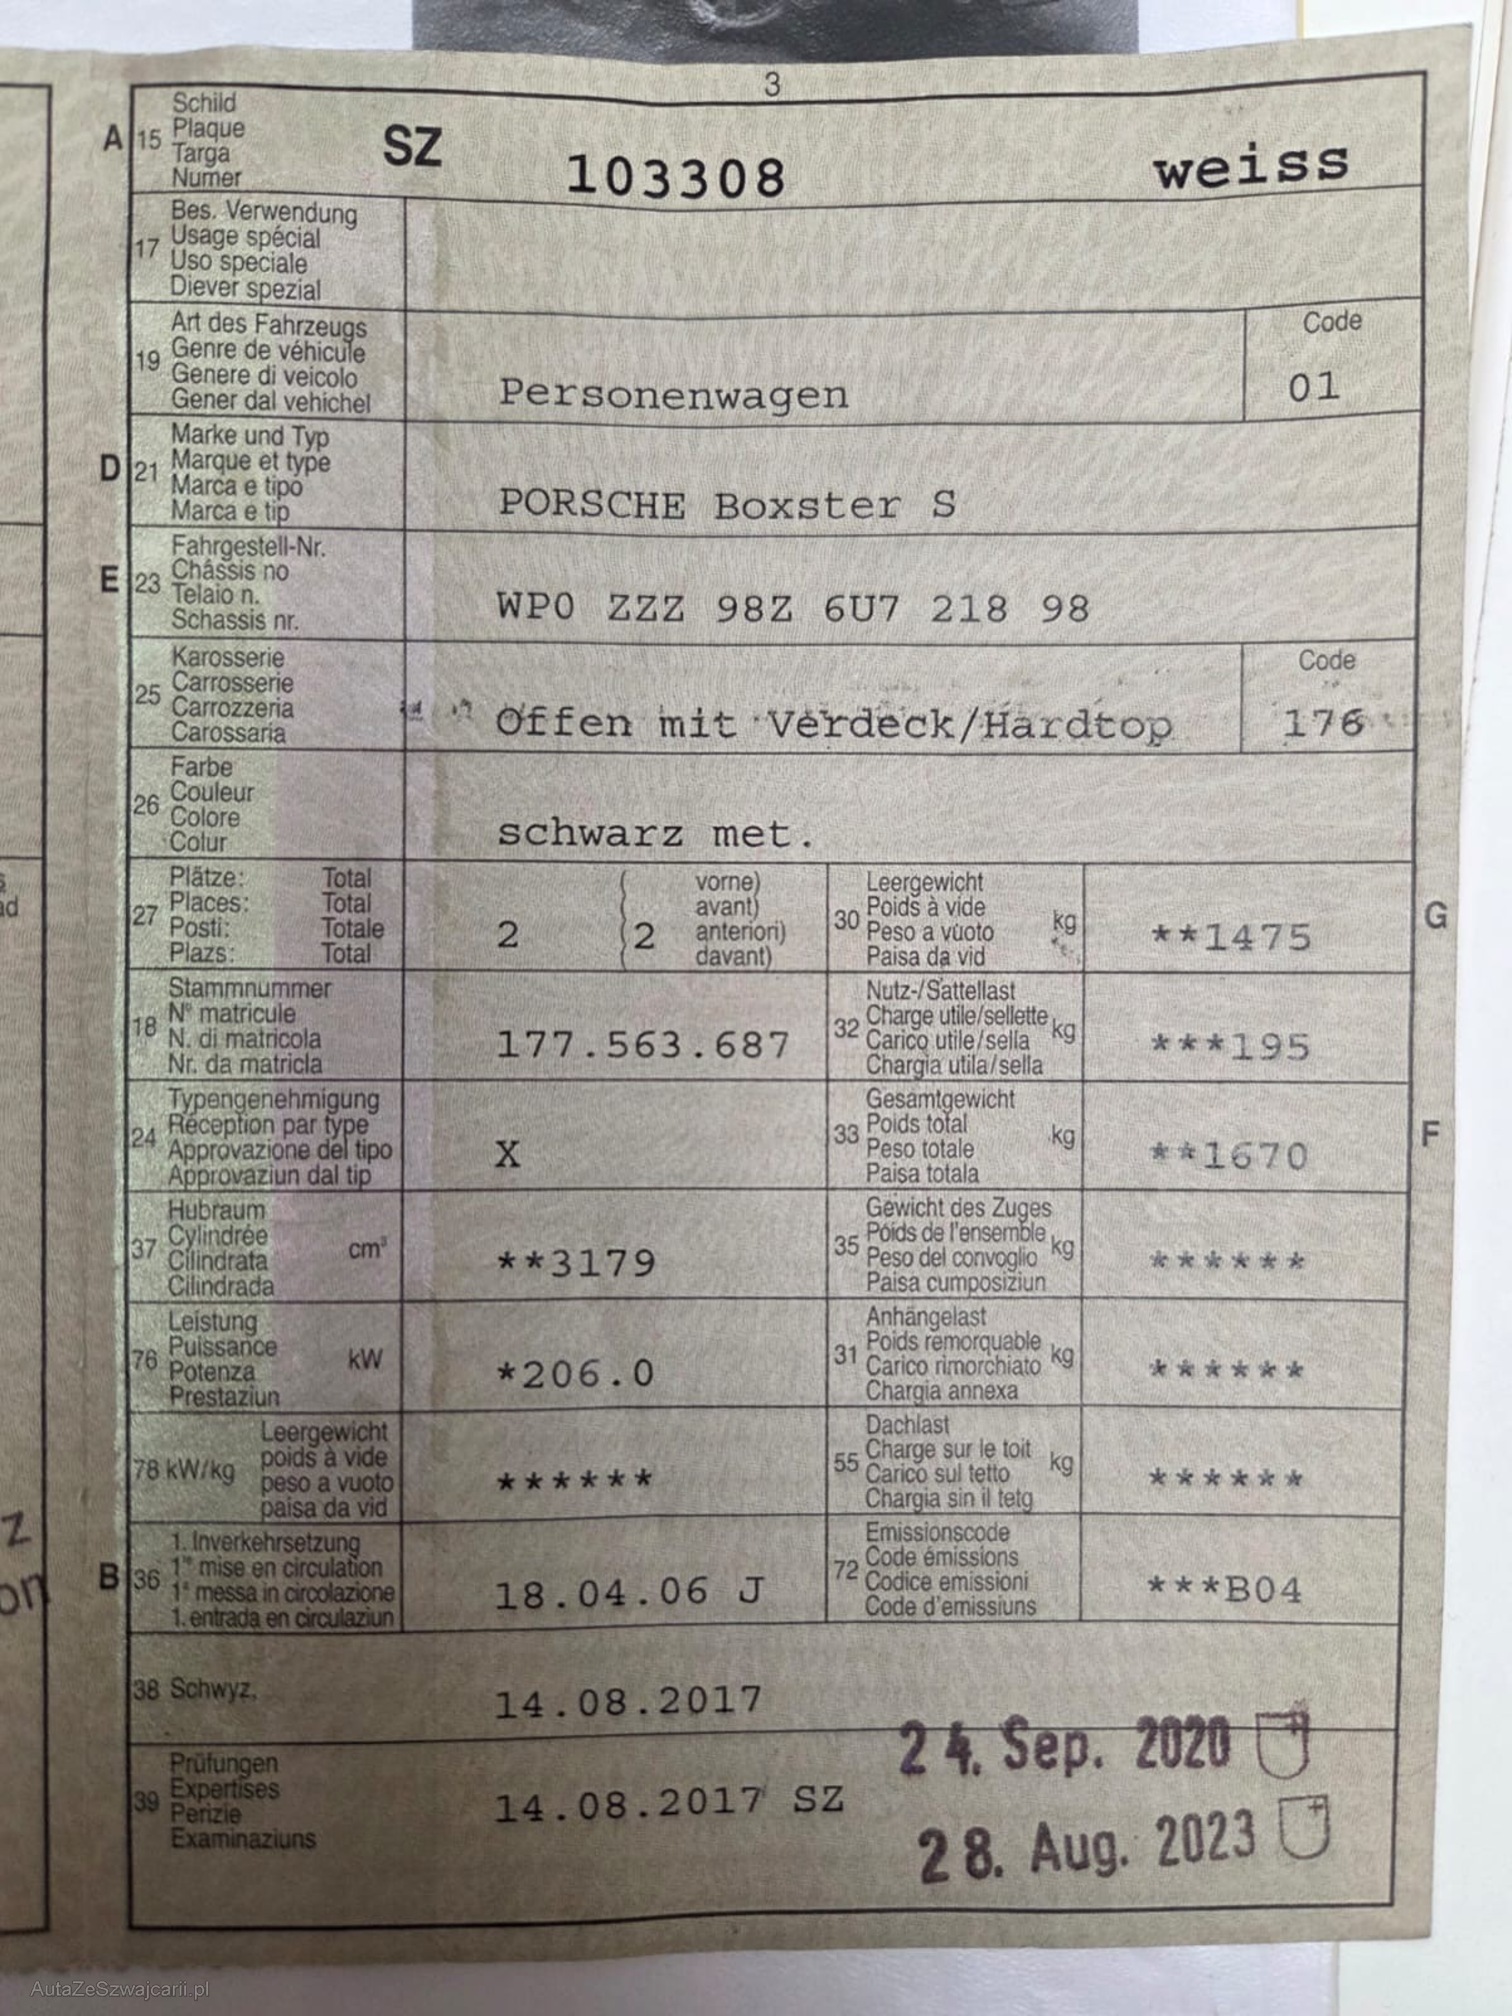 3
A 15 Schild
Plaque
Targa
Numer
SZ 103308 weiss
17 Bes. Verwendung
Usage spécial
Uso speciale
Diever spezial
19 Art des Fahrzeugs
Genre de véhicule
Genere di veicolo
Gener dal vehichel
Personenwagen
Code
01
D 21 Marke und Typ
Marque et type
Marca e tipo
Marca e tip
PORSCHE Boxster S
E 23 Fahrgestell-Nr.
Châssis no
Telaio n.
Schassis nr.
WP0 ZZZ 98Z 6U7 218 98
25 Karosserie
Carrosserie
Carrozzeria
Carossaria
Offen mit Verdeck/Hardtop
Code
176
26 Farbe
Couleur
Colore
Colur
schwarz met.
27 Plätze: Total
Places: Total
Posti: Totale
Plazs: Total
2 (2 vorne)
avant)
anteriori)
davant)
30 Leergewicht
Poids à vide
Peso a vuoto
Paisa da vid
kg
**1475
G
18 Stammnummer
N° matricule
N. di matricola
Nr. da matricla
177.563.687
32 Nutz-/Sattellast
Charge utile/sellette
Carico utile/sella
Chargia utila/sella
kg
***195
24 Typengenehmigung
Réception par type
Approvazione del tipo
Approvaziun dal tip
X
33 Gesamtgewicht
Poids total
Peso totale
Paisa totala
kg
**1670
F
37 Hubraum
Cylindrée
Cilindrata
Cilindrada
cm³
**3179
35 Gewicht des Zuges
Poids de l'ensemble
Peso del convoglio
Paisa cumposiziun
kg
******
76 Leistung
Puissance
Potenza
Prestaziun
kW
*206.0
31 Anhängelast
Poids remorquable
Carico rimorchiato
Chargia annexa
kg
******
78 kW/kg Leergewicht
poids à vide
peso a vuoto
paisa da vid
******
55 Dachlast
Charge sur le toit
Carico sul tetto
Chargia sin il tetg
kg
******
B 36 1. Inverkehrsetzung
1re mise en circulation
1a messa in circolazione
1. entrada en circulaziun
18.04.06 J
72 Emissionscode
Code émissions
Codice emissioni
Code d'emissiuns
***B04
38 Schwyz,
14.08.2017
24. Sep. 2020
39 Prüfungen
Expertises
Perizie
Examinaziuns
14.08.2017 SZ
28. Aug. 2023
AutaZeSzwajcarii.pl